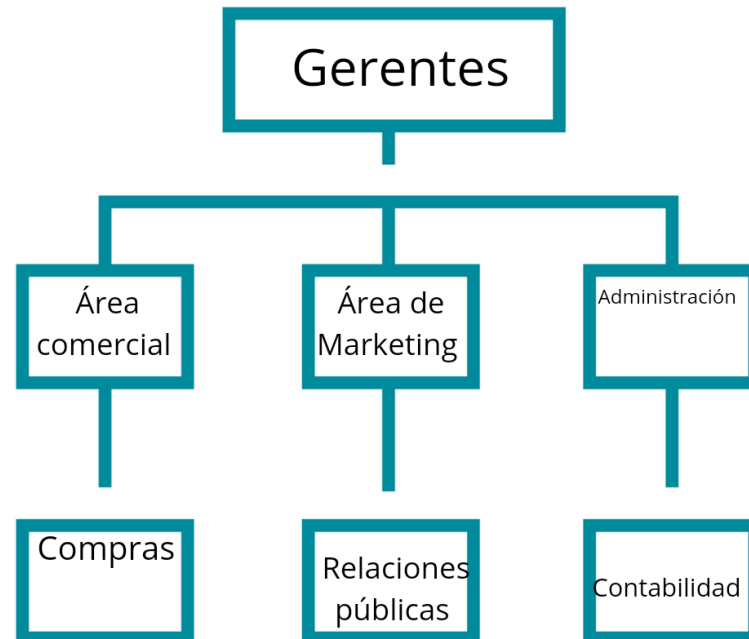 Gerentes
Área
comercial
Área de
Marketing
Administración
Compras
Relaciones
públicas
Contabilidad